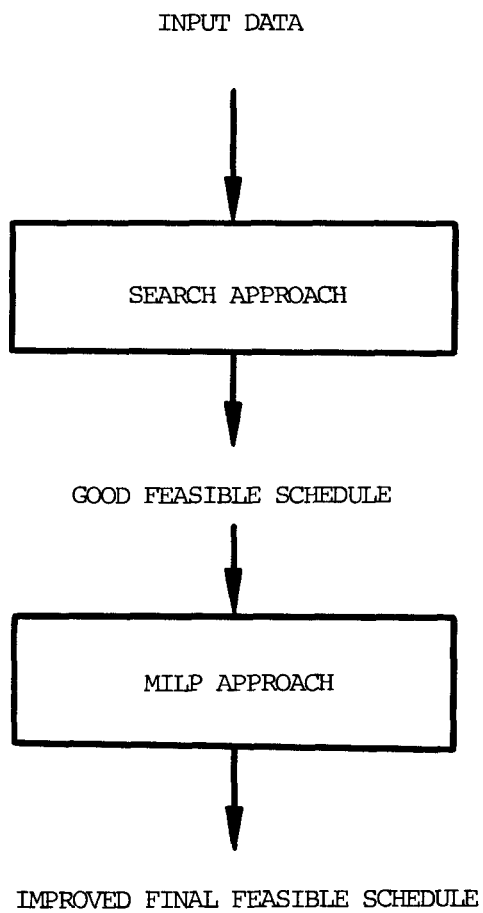 INPUT DATA
SEARCH APPROACH
GOOD FEASIBLE SCHEDULE
MILP APPROACH
IMPROVED FINAL FEASIBLE SCHEDULE